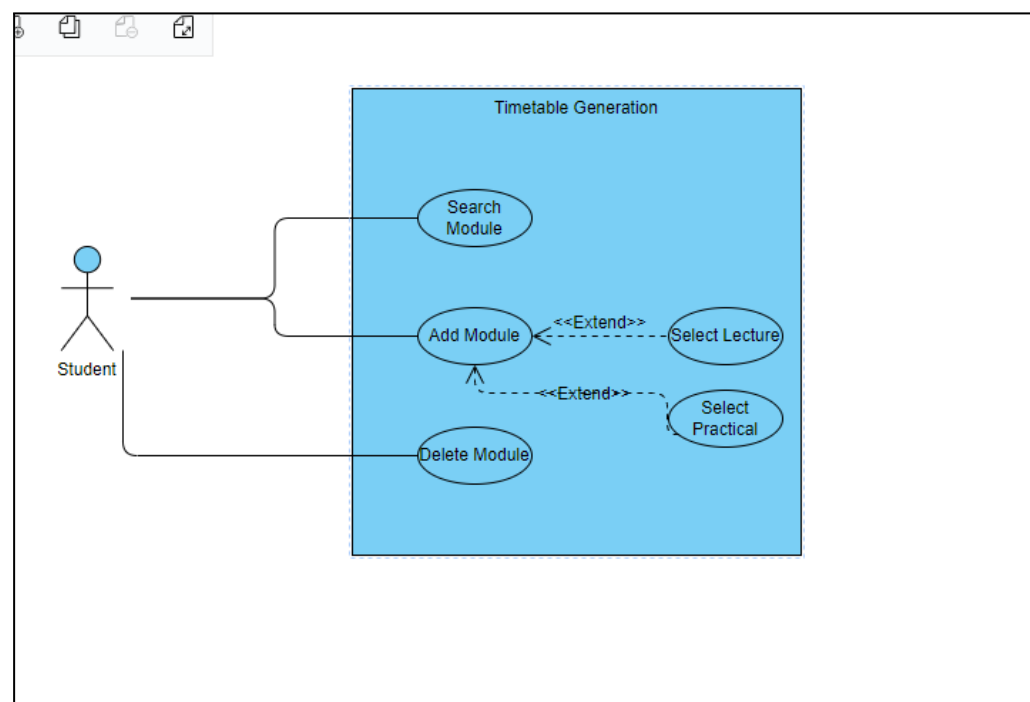 Timetable Generation
Search
Module
Add Module
<<Extend>>
Select Lecture
<<Extend>>
Select
Practical
Student
Delete Module